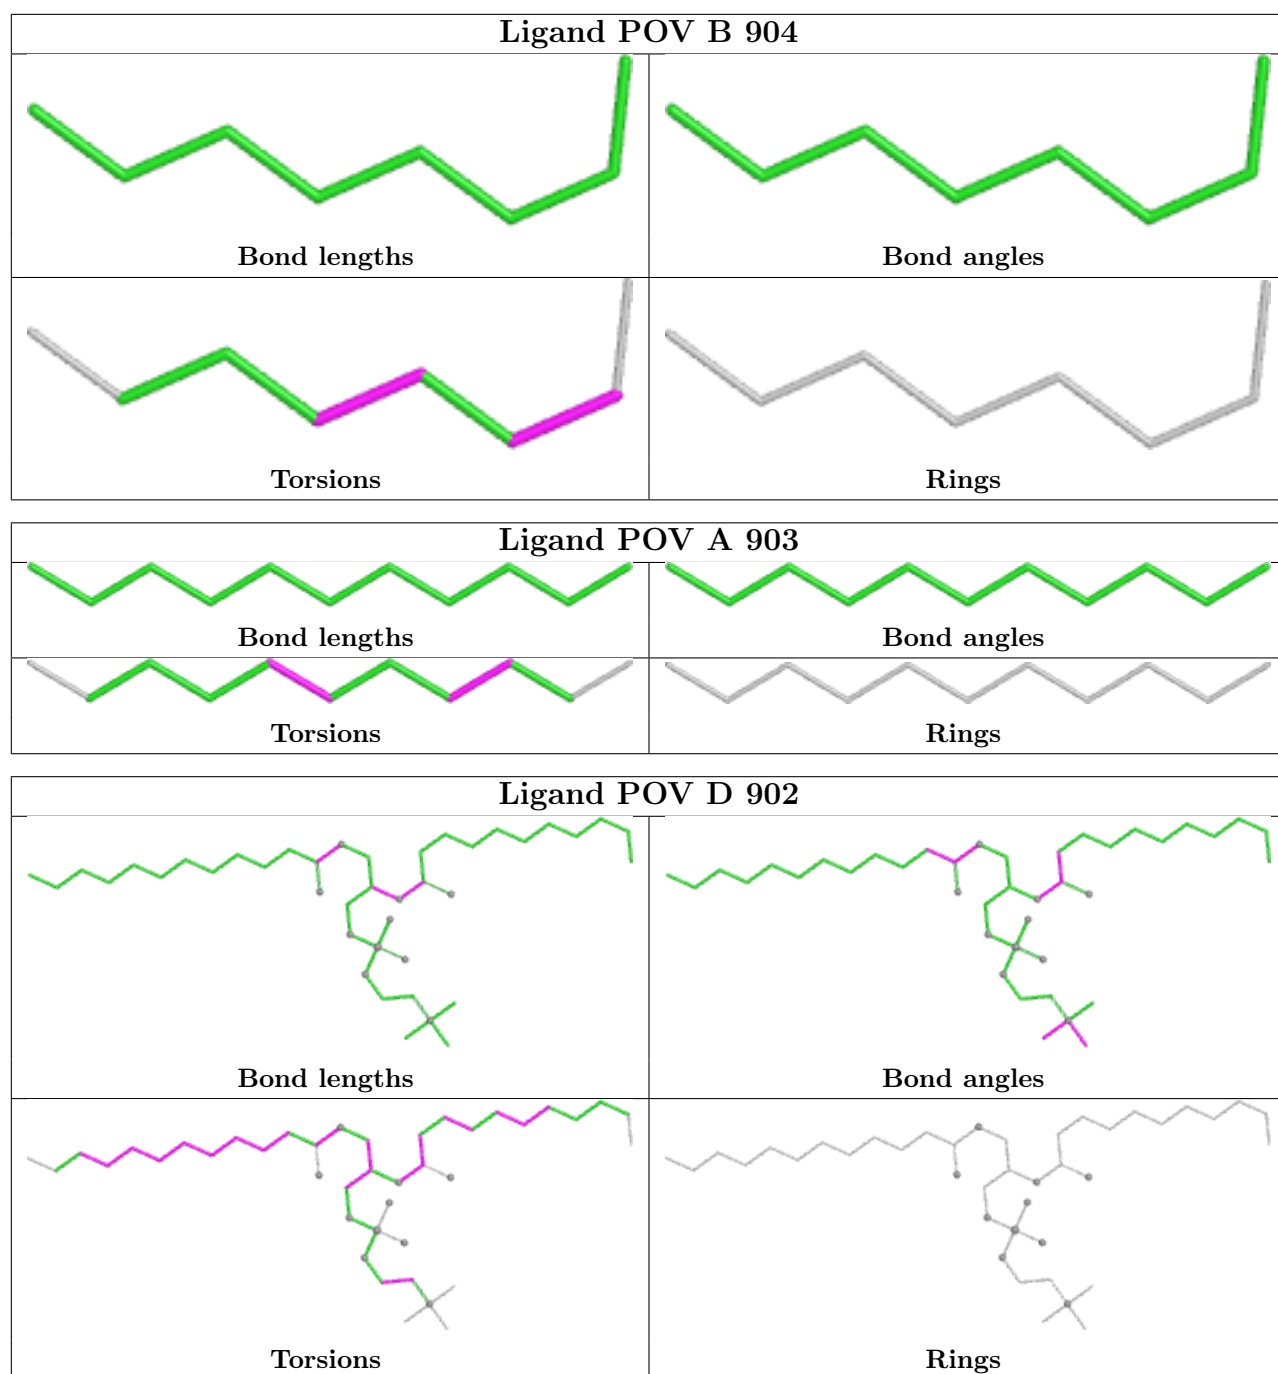 Ligand POV B 904
Bond lengths
Bond angles
Torsions
Rings
Ligand POV A 903
Bond lengths
Bond angles
Torsions
Rings
Ligand POV D 902
Bond lengths
Bond angles
Torsions
Rings